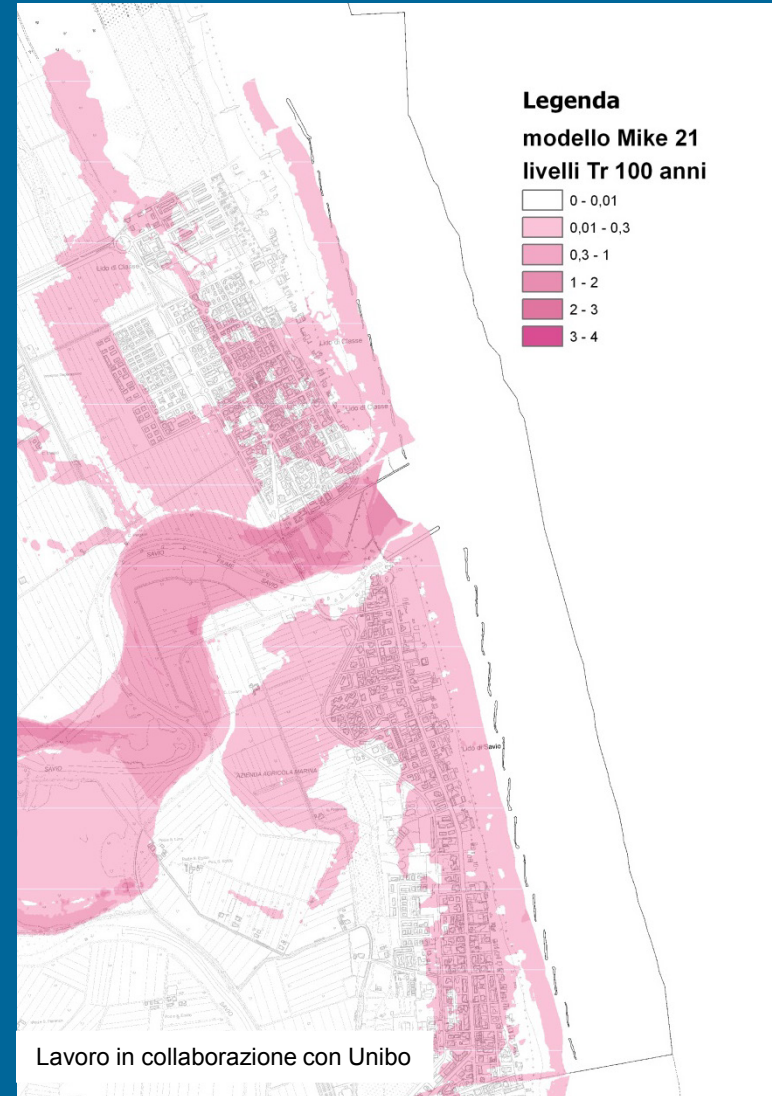 Legenda
modello Mike 21
livelli Tr 100 anni
0 - 0,01
0,01 - 0,3
0,3 - 1
1 - 2
2 - 3
3 - 4
Lido di Classe
Lido di Classe
Lido di Classe
SAVIO
SAVIO
Lido di Savio
AZIENDA AGRICOLA MARINA
SAVIO
SAVIO
Lavoro in collaborazione con Unibo